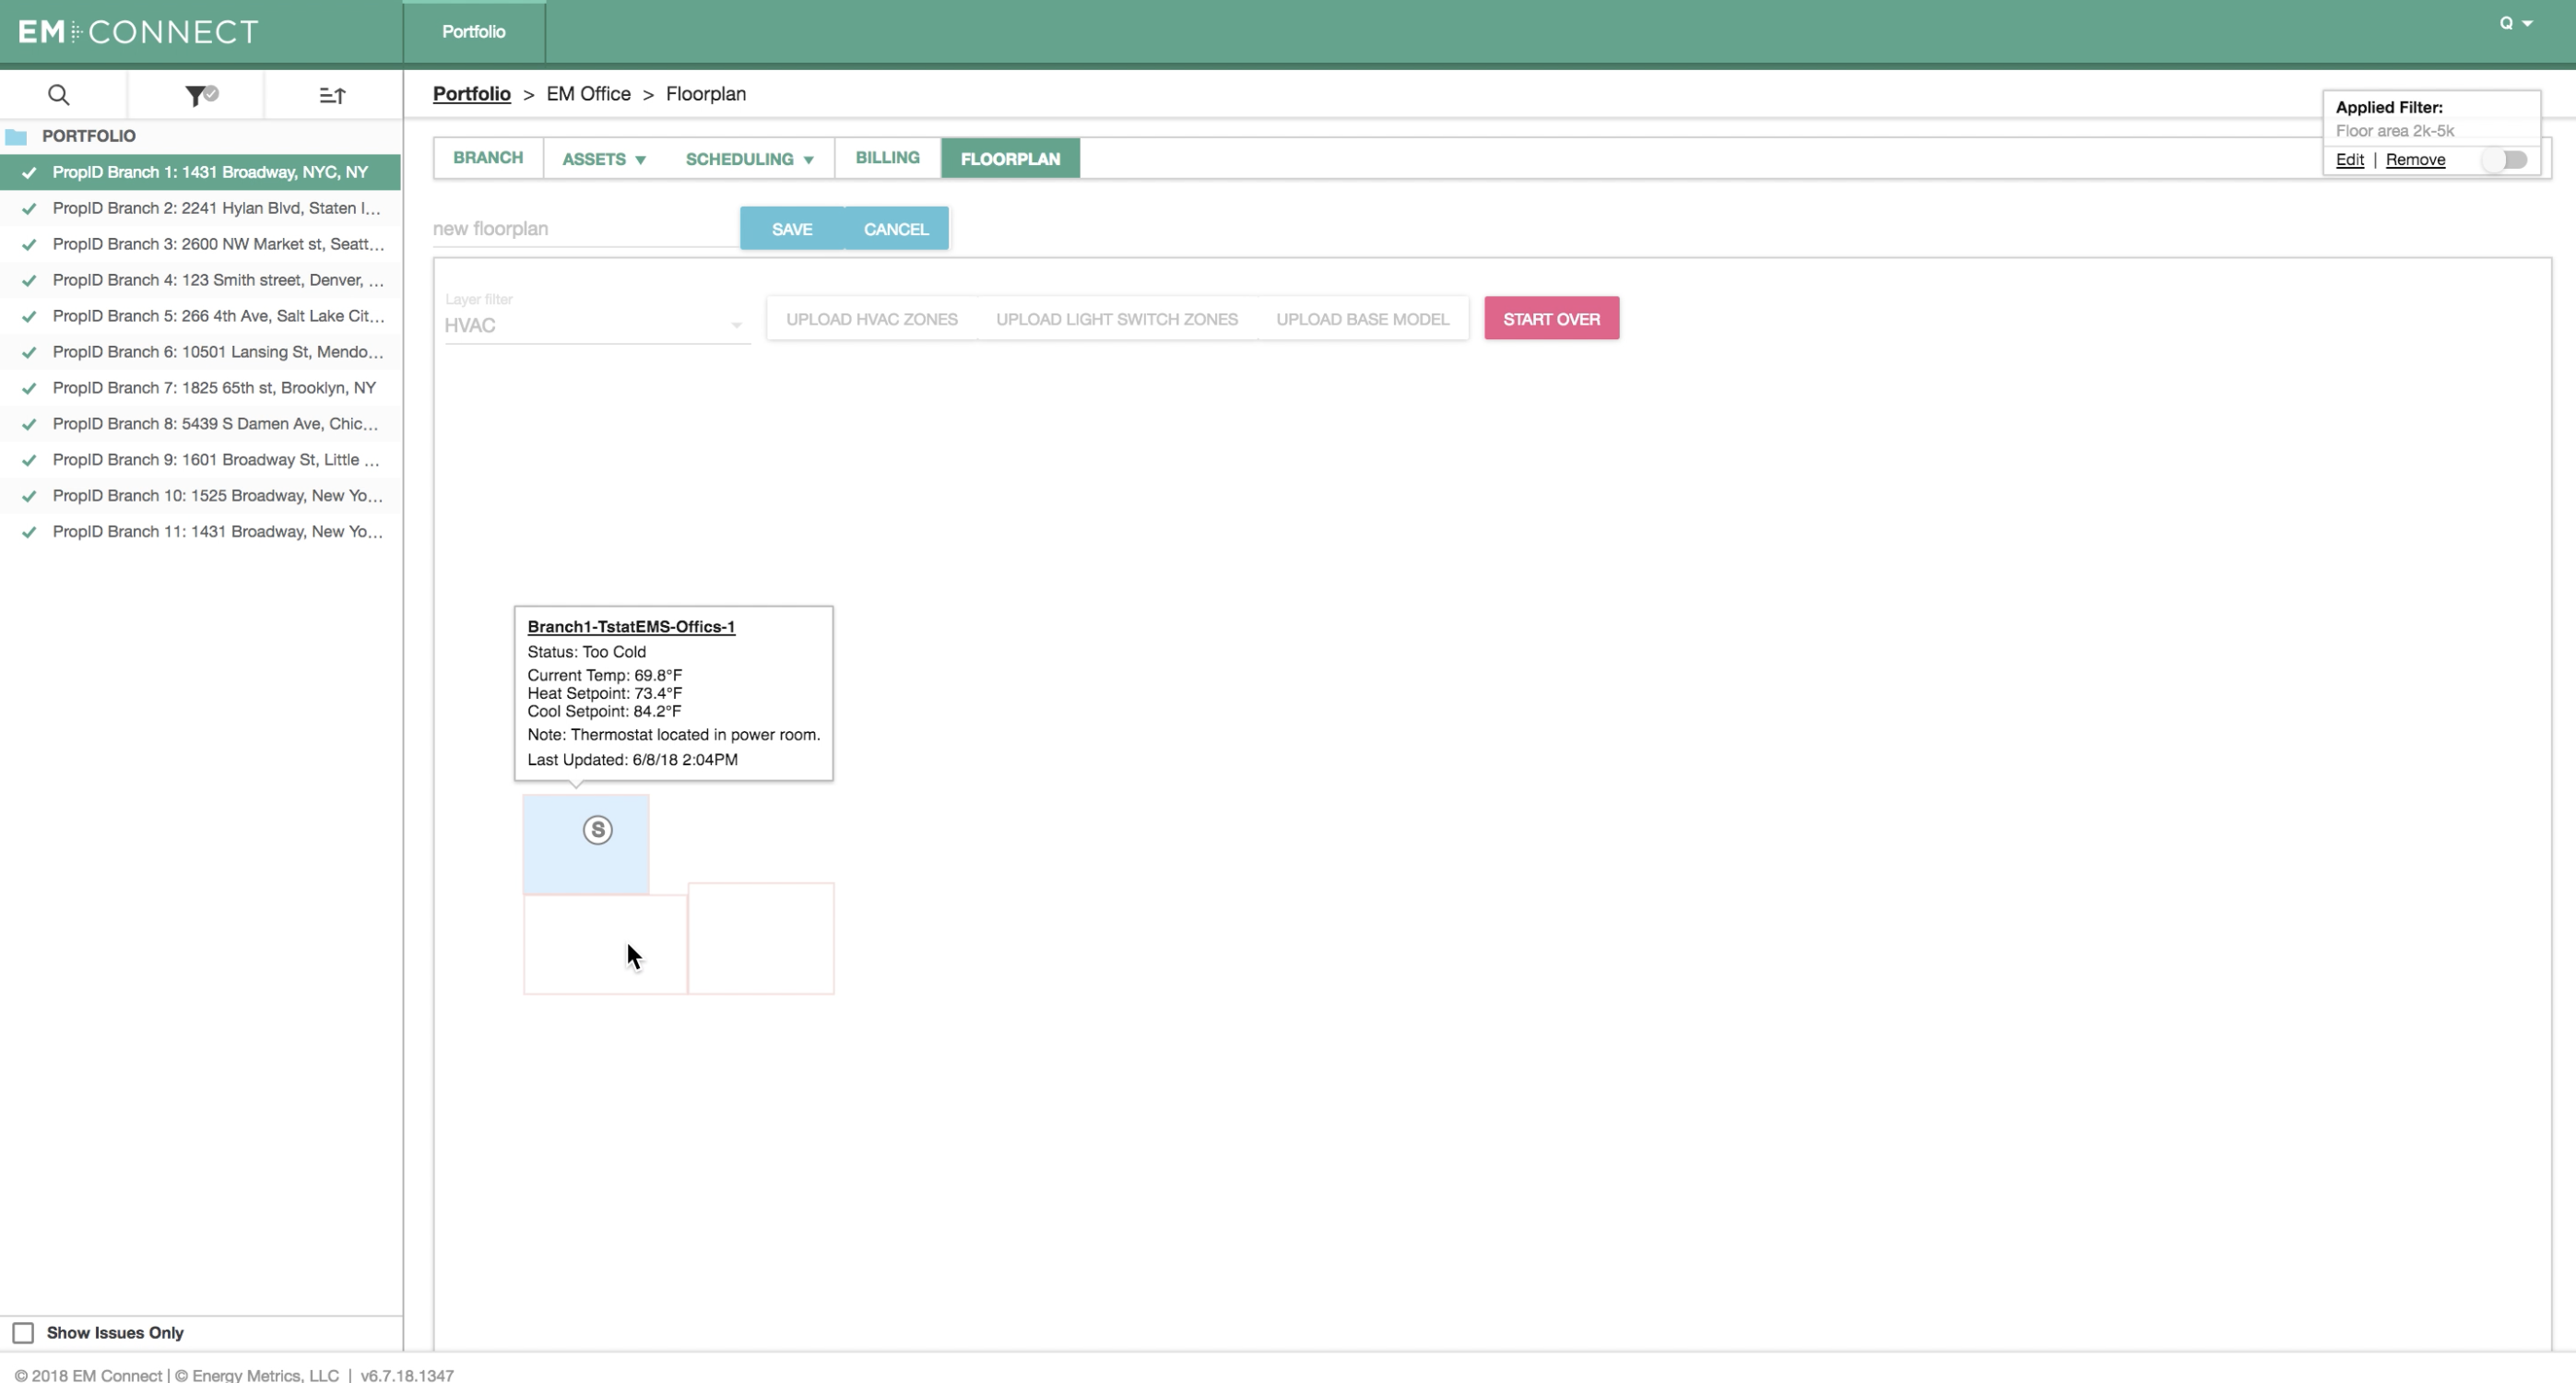 EM CONNECT
Portfolio
Q
Portfolio > EM Office > Floorplan
Applied Filter:
Floor area 2k-5k
Edit | Remove
PORTFOLIO
PropID Branch 1: 1431 Broadway, NYC, NY
PropID Branch 2: 2241 Hylan Blvd, Staten I...
PropID Branch 3: 2600 NW Market st, Seatt...
PropID Branch 4: 123 Smith street, Denver, ...
PropID Branch 5: 266 4th Ave, Salt Lake Cit...
PropID Branch 6: 10501 Lansing St, Mendo...
PropID Branch 7: 1825 65th st, Brooklyn, NY
PropID Branch 8: 5439 S Damen Ave, Chic...
PropID Branch 9: 1601 Broadway St, Little ...
PropID Branch 10: 1525 Broadway, New Yo...
PropID Branch 11: 1431 Broadway, New Yo...
BRANCH ASSETS SCHEDULING BILLING FLOORPLAN
new floorplan SAVE CANCEL
Layer filter
HVAC
UPLOAD HVAC ZONES UPLOAD LIGHT SWITCH ZONES UPLOAD BASE MODEL START OVER
Branch1-TstatEMS-Offics-1
Status: Too Cold
Current Temp: 69.8°F
Heat Setpoint: 73.4°F
Cool Setpoint: 84.2°F
Note: Thermostat located in power room.
Last Updated: 6/8/18 2:04PM
S
Show Issues Only
© 2018 EM Connect | © Energy Metrics, LLC | v6.7.18.1347